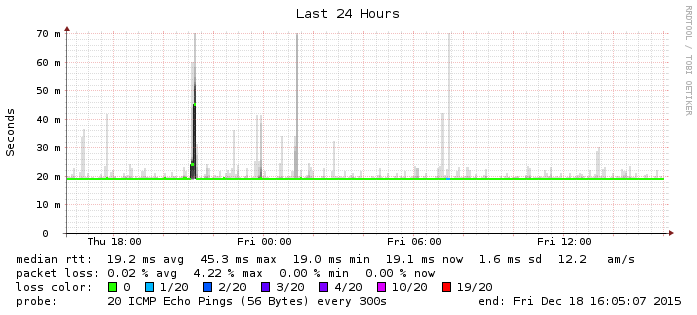 Last 24 Hours
RRDTOOL / TOBI OETIKER
Seconds
70 m
60 m
50 m
40 m
30 m
20 m
10 m
0
Thu 18:00 Fri 00:00 Fri 06:00 Fri 12:00
median rtt: 19.2 ms avg 45.3 ms max 19.0 ms min 19.1 ms now 1.6 ms sd 12.2 am/s
packet loss: 0.02 % avg 4.22 % max 0.00 % min 0.00 % now
loss color: 0 1/20 2/20 3/20 4/20 10/20 19/20
probe: 20 ICMP Echo Pings (56 Bytes) every 300s end: Fri Dec 18 16:05:07 2015